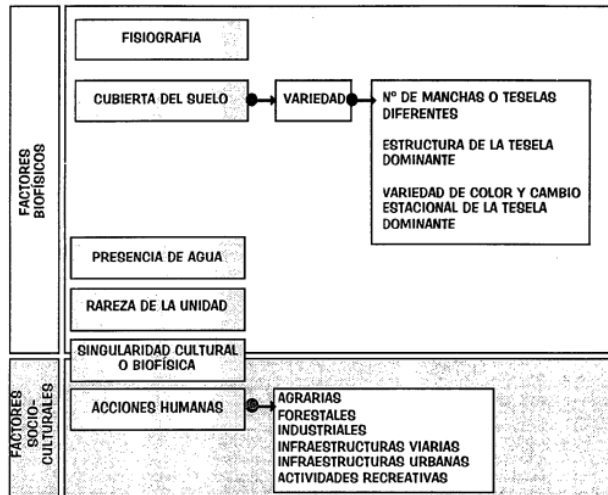 FACTORES
BIOFÍSICOS
FISIOGRAFIA
CUBIERTA DEL SUELO
VARIEDAD
Nº DE MANCHAS O TESELAS
DIFERENTES
ESTRUCTURA DE LA TESELA
DOMINANTE
VARIEDAD DE COLOR Y CAMBIO
ESTACIONAL DE LA TESELA
DOMINANTE
PRESENCIA DE AGUA
RAREZA DE LA UNIDAD
SINGULARIDAD CULTURAL
O BIOFÍSICA
FACTORES
SOCIO-
CULTURALES
ACCIONES HUMANAS
AGRARIAS
FORESTALES
INDUSTRIALES
INFRAESTRUCTURAS VIARIAS
INFRAESTRUCTURAS URBANAS
ACTIVIDADES RECREATIVAS